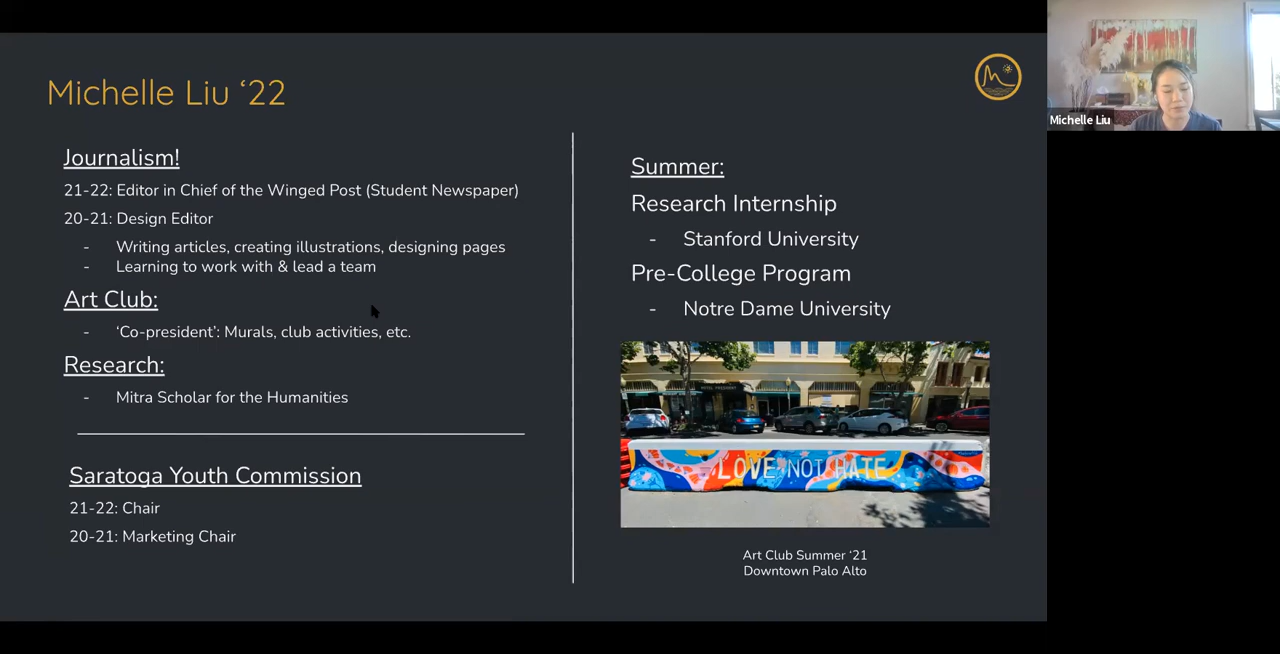 Michelle Liu ‘22
Journalism!
21-22: Editor in Chief of the Winged Post (Student Newspaper)
20-21: Design Editor
- Writing articles, creating illustrations, designing pages
- Learning to work with & lead a team
Art Club:
- ‘Co-president’: Murals, club activities, etc.
Research:
- Mitra Scholar for the Humanities
Saratoga Youth Commission
21-22: Chair
20-21: Marketing Chair
Summer:
Research Internship
- Stanford University
Pre-College Program
- Notre Dame University
HOTEL PRESIDENT
LOVE NOT HATE
Art Club Summer ‘21
Downtown Palo Alto
Michelle Liu